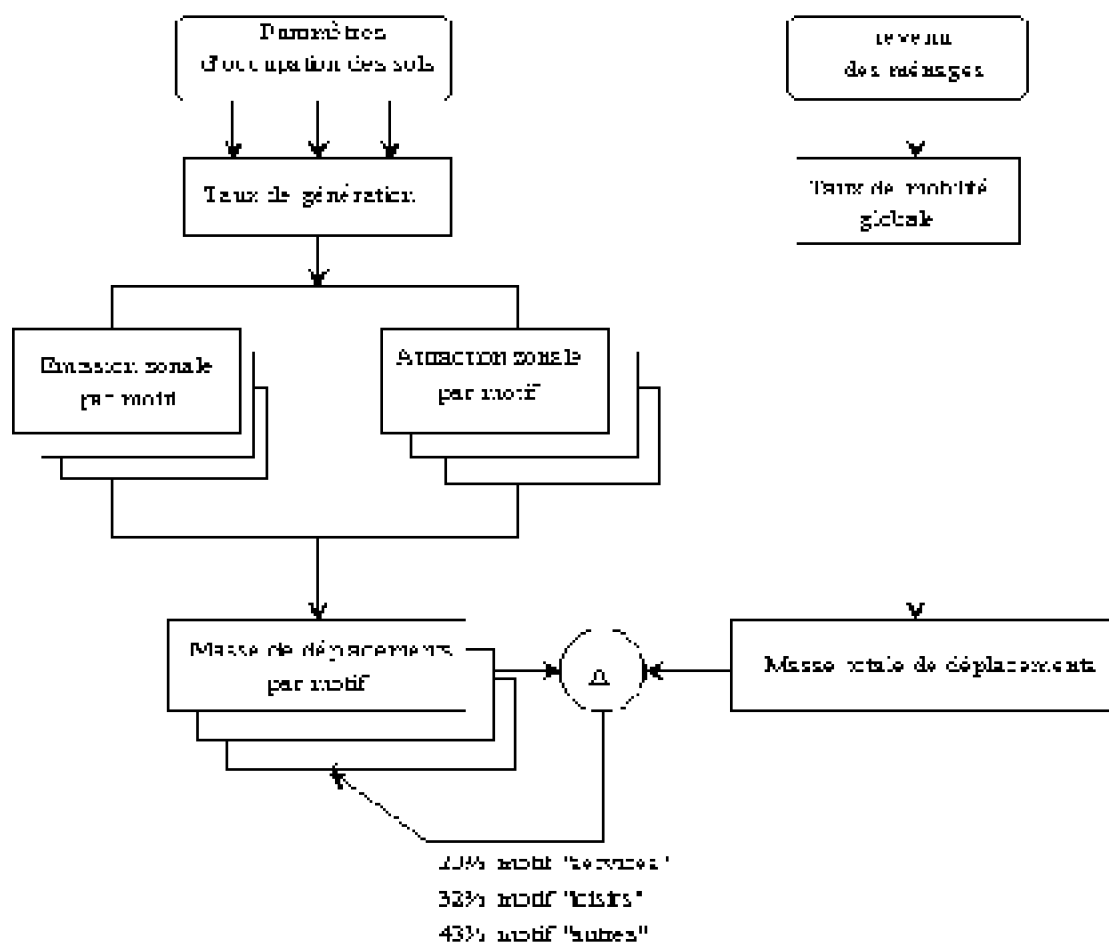 Paramètres
d'occupation des sols
revenu
des ménages
Taux de génération
Taux de mobilité
globale
Emission zonale
par motif
Attraction zonale
par motif
Masse de déplacements
par motif
Δ
Masse totale de déplacements
motif "services"
32% motif "loisirs"
43% motif "autres"